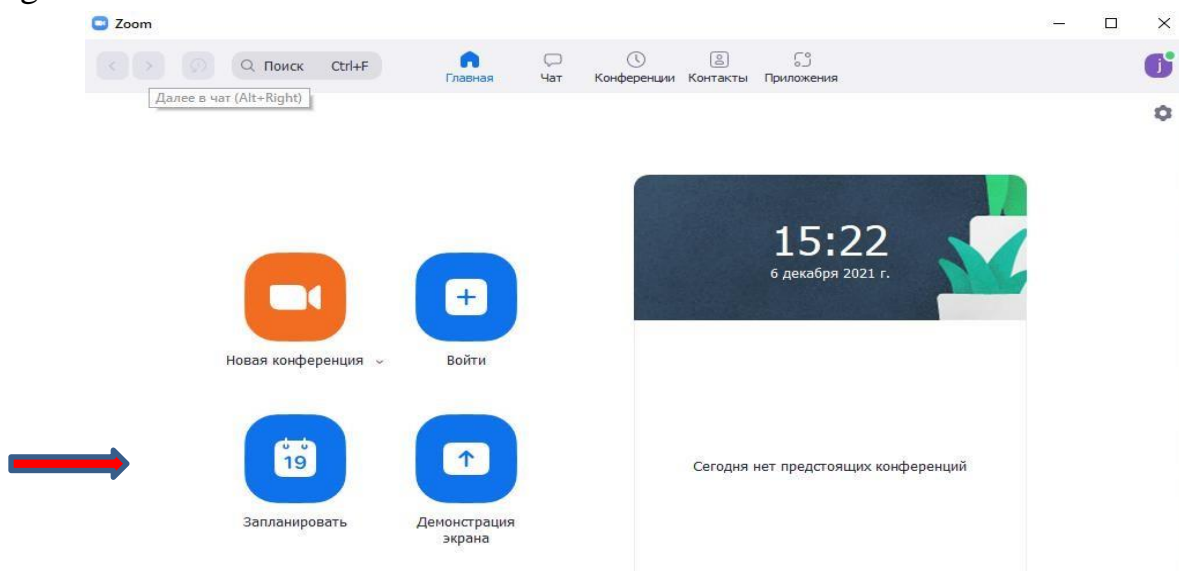 Zoom
Поиск Ctrl+F
Главная
Чат
Конференции
Контакты
Приложения
j
Далее в чат (Alt+Right)
15:22
6 декабря 2021 г.
Новая конференция
Войти
19
Запланировать
Демонстрация
экрана
Сегодня нет предстоящих конференций